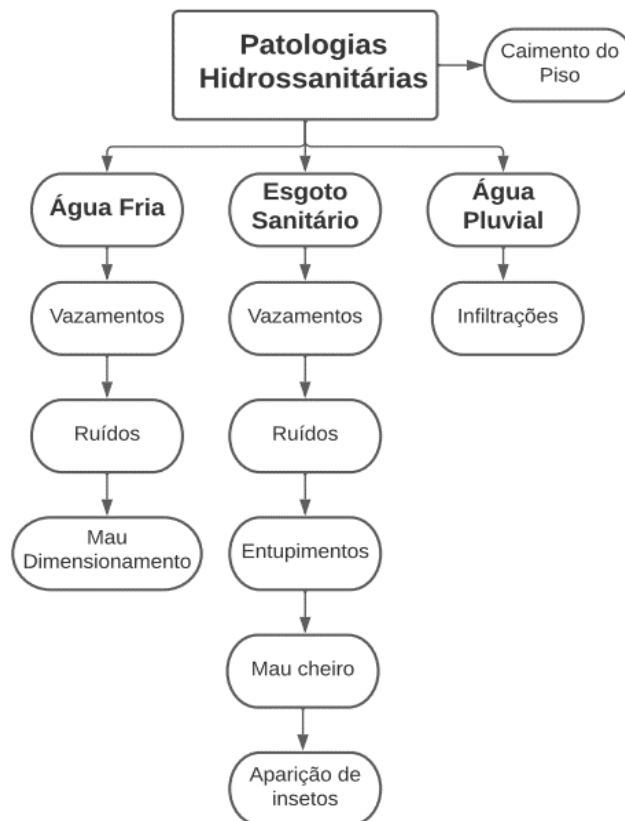 Patologias
Hidrossanitárias
Caimento do
Piso
Água Fria
Esgoto
Sanitário
Água
Pluvial
Vazamentos
Vazamentos
Infiltrações
Ruídos
Ruídos
Mau
Dimensionamento
Entupimentos
Mau cheiro
Aparição de
insetos